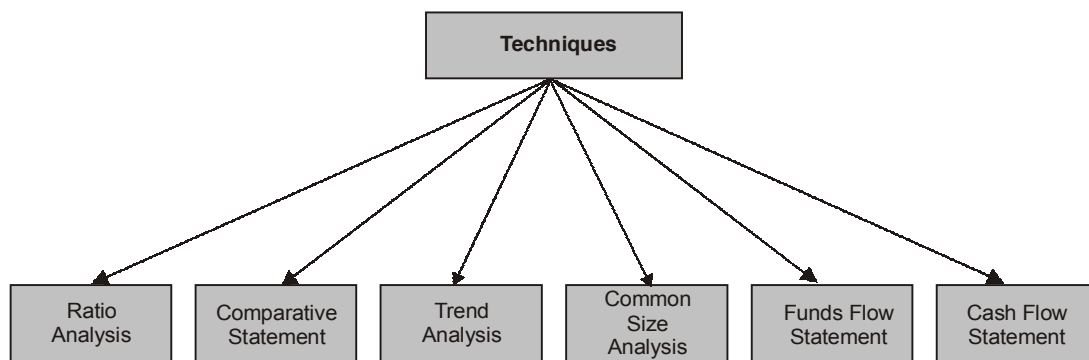 Techniques
Ratio
Analysis
Comparative
Statement
Trend
Analysis
Common
Size
Analysis
Funds Flow
Statement
Cash Flow
Statement